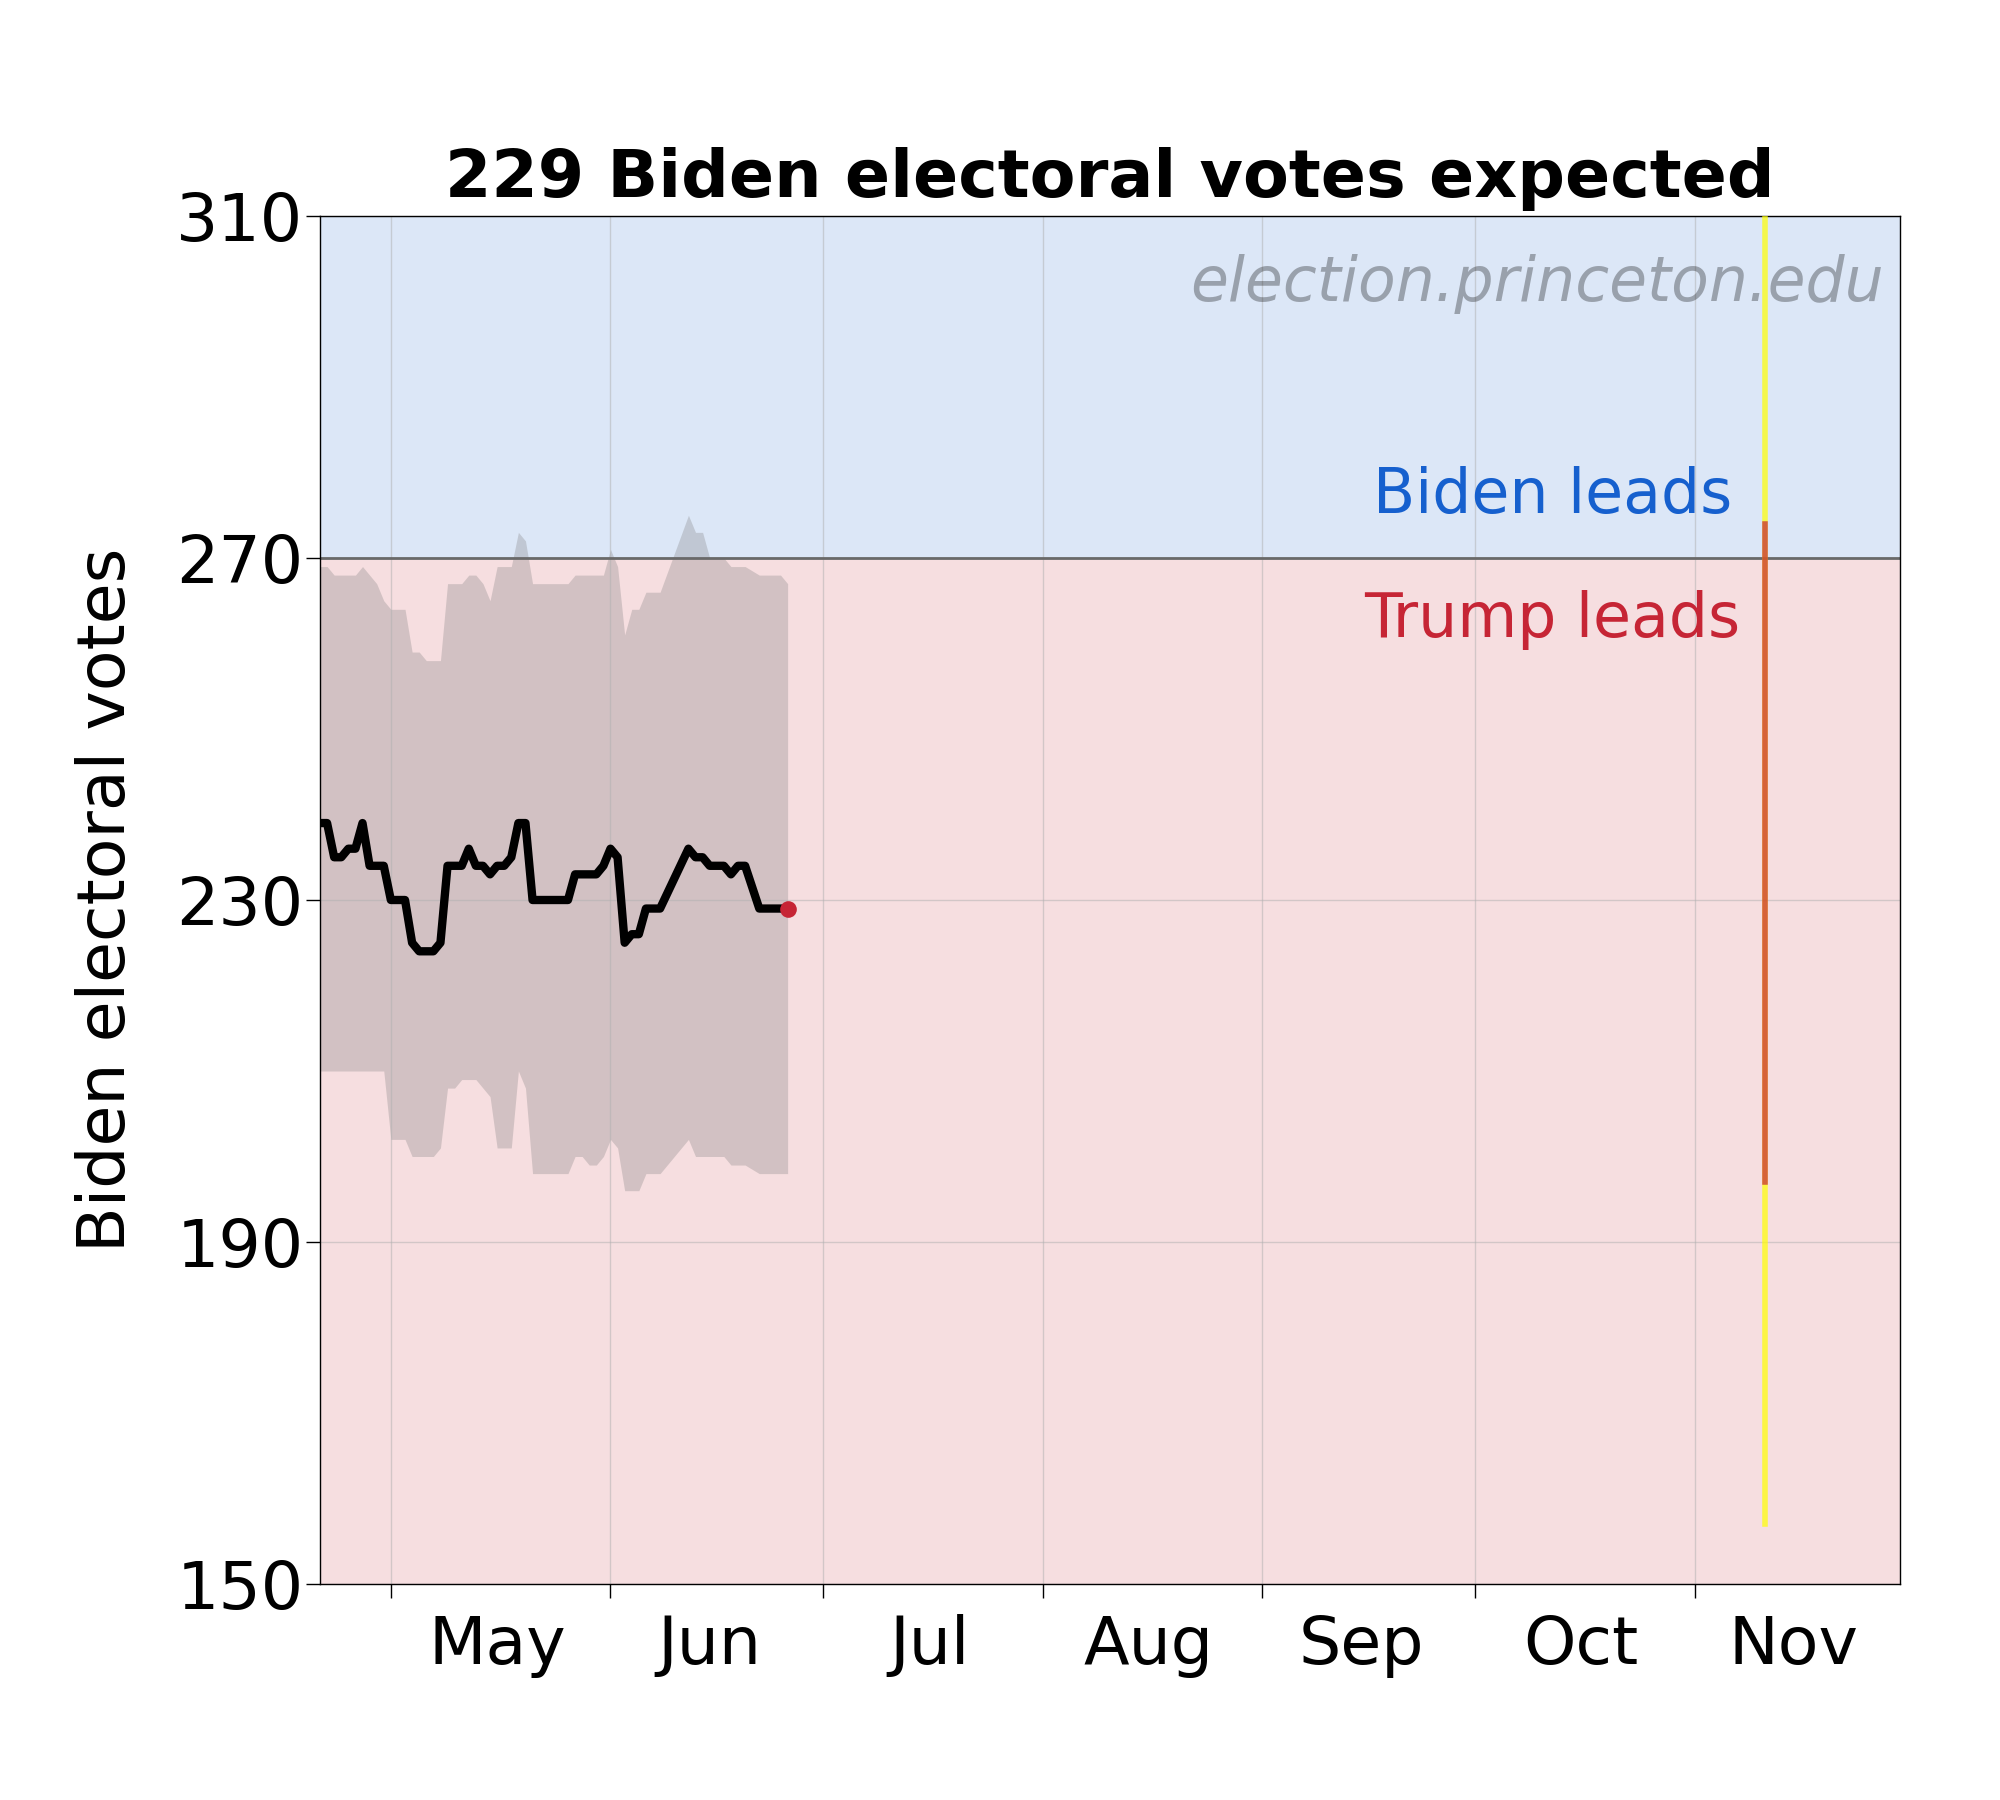 229 Biden electoral votes expected
310
election.princeton.edu
Biden leads
270
Trump leads
Biden electoral votes
230
190
150
May Jun Jul Aug Sep Oct Nov